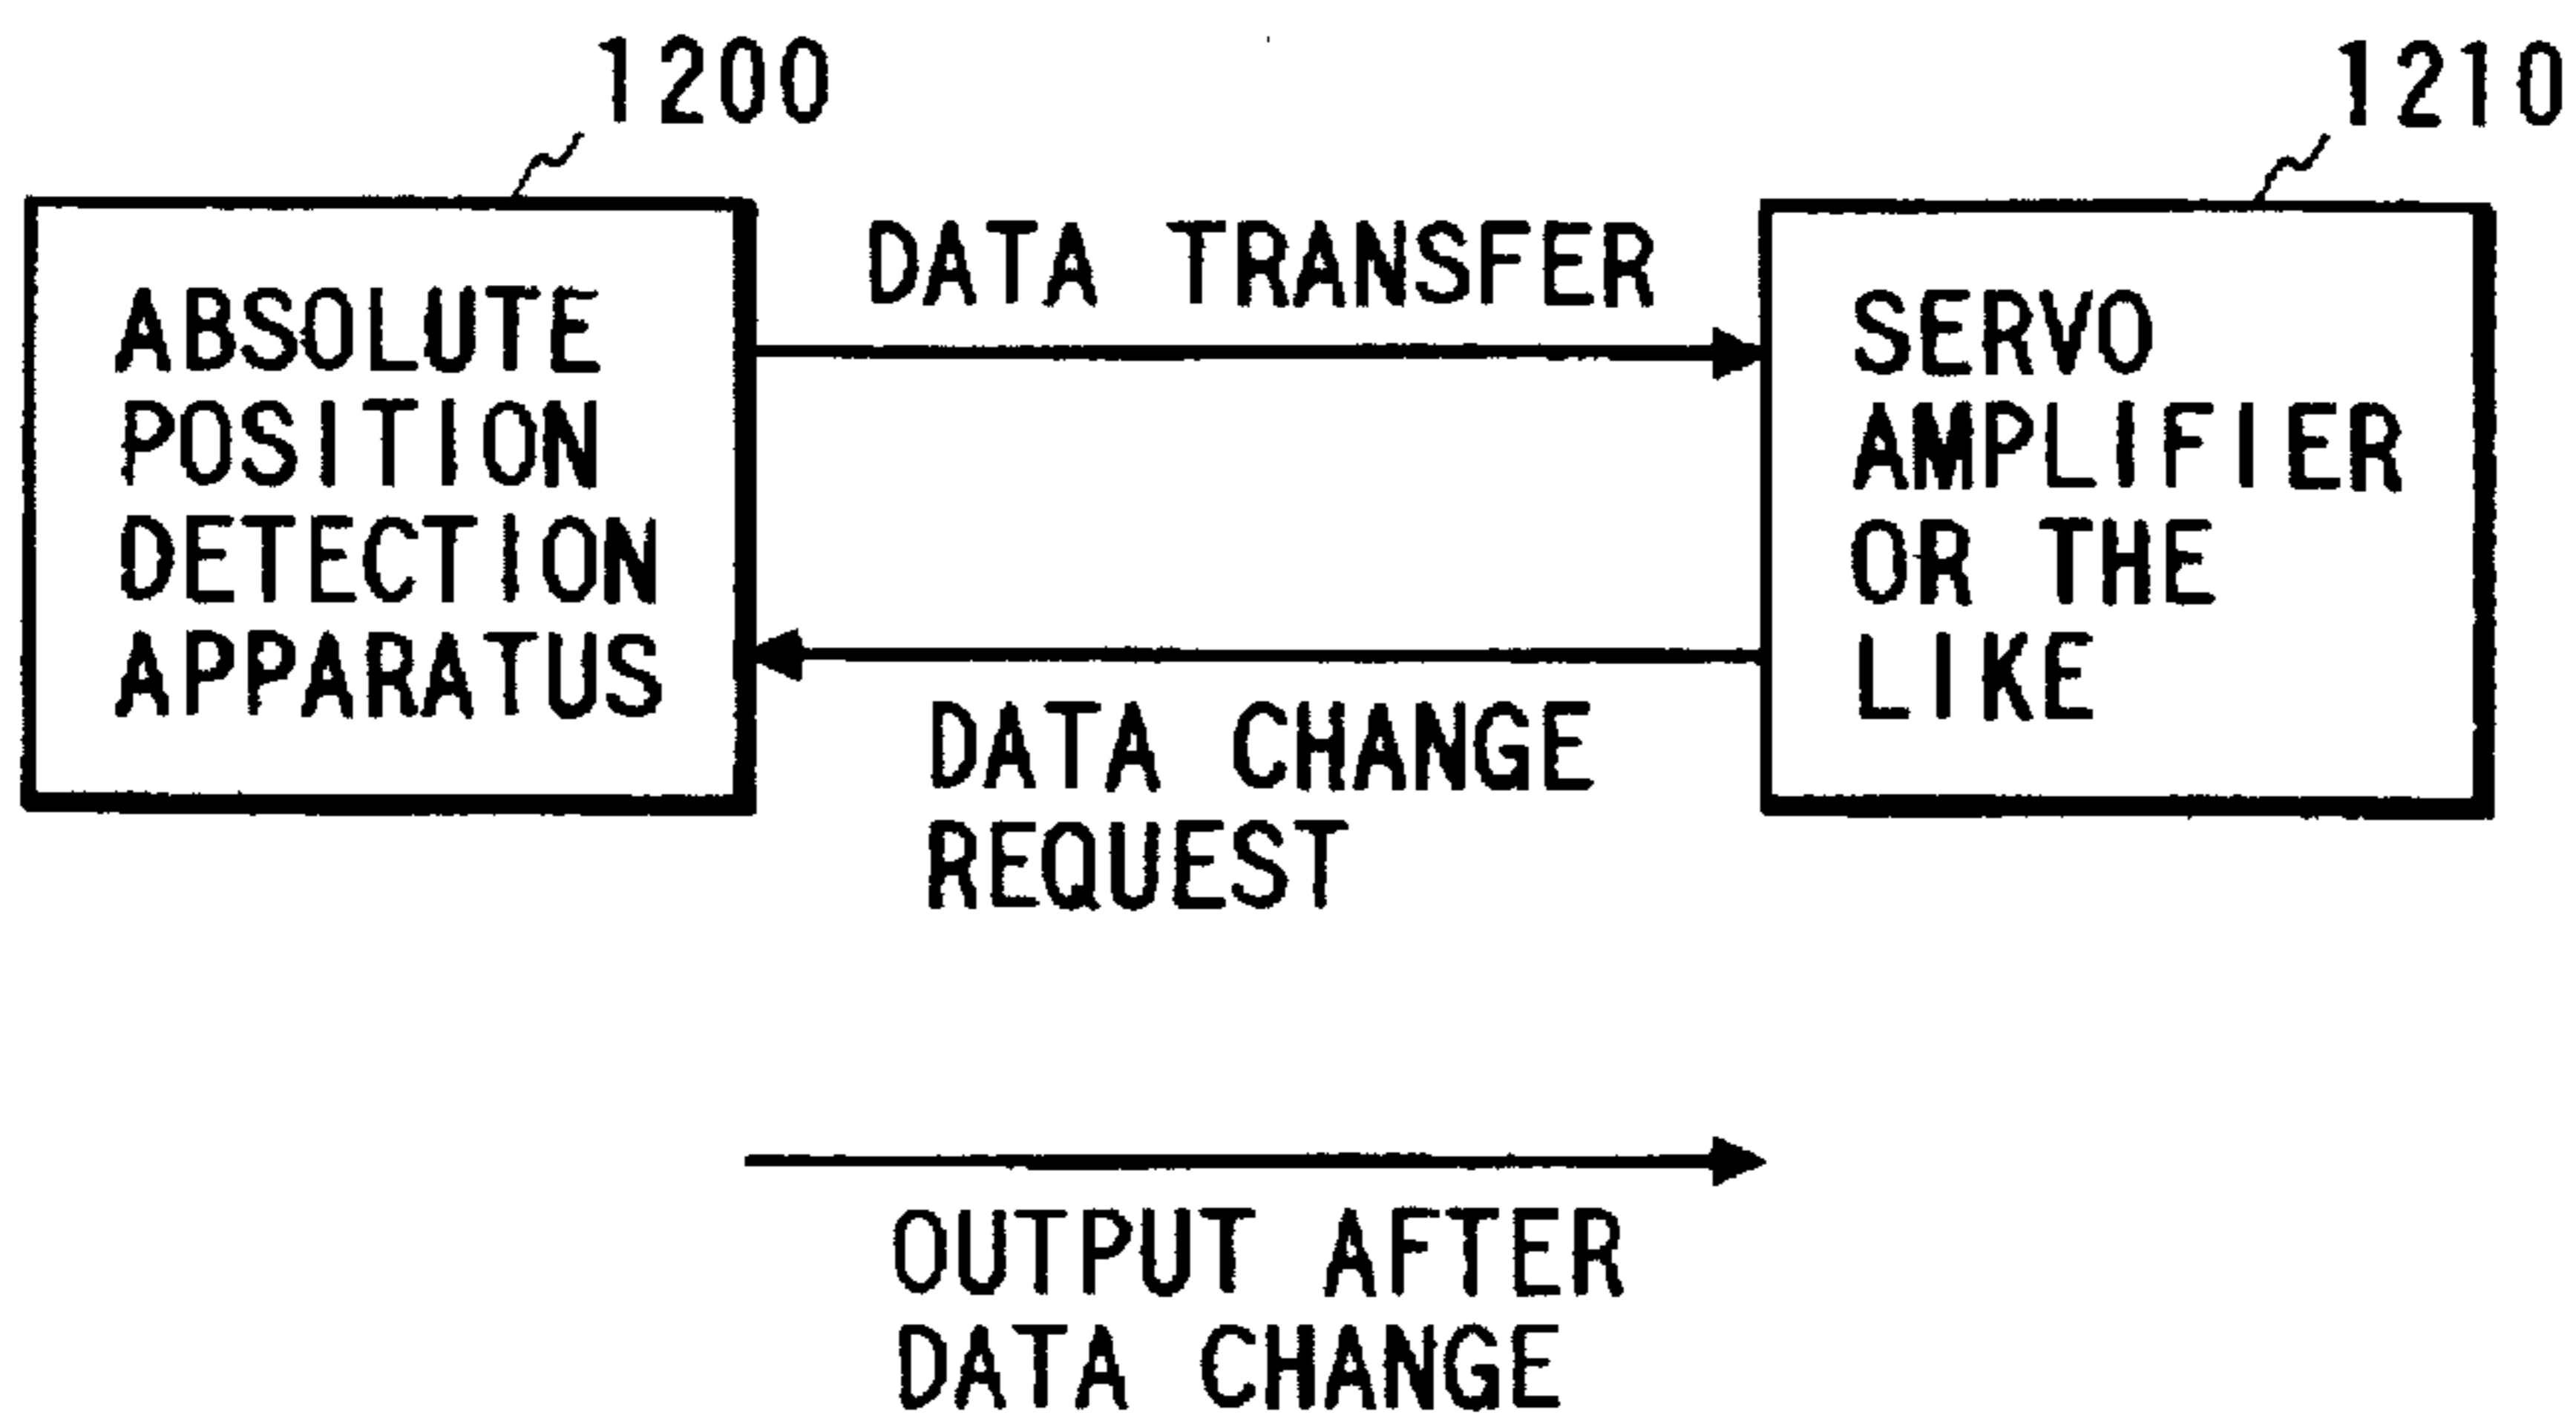 1200
1210
ABSOLUTE
POSITION
DETECTION
APPARATUS
DATA TRANSFER
SERVO
AMPLIFIER
OR THE
LIKE
DATA CHANGE
REQUEST
OUTPUT AFTER
DATA CHANGE